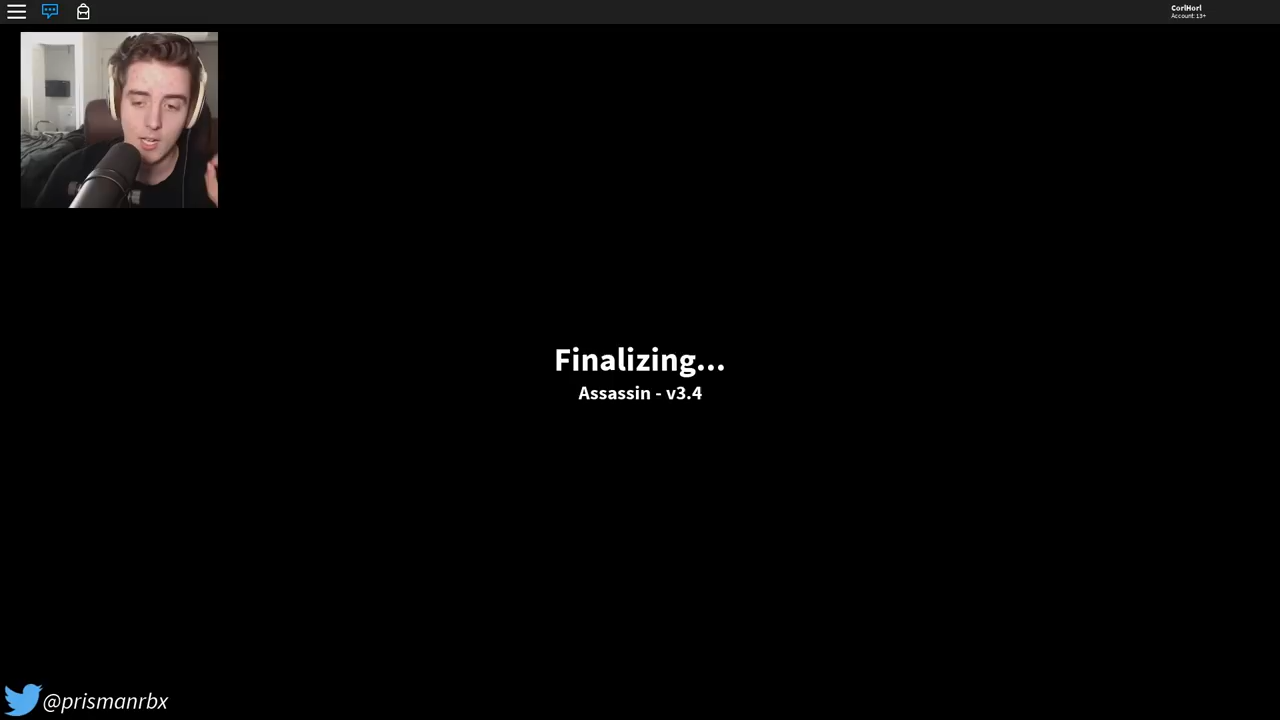 CorlHorl
Account: 13+
Finalizing...
Assassin - v3.4
@prismanrbx